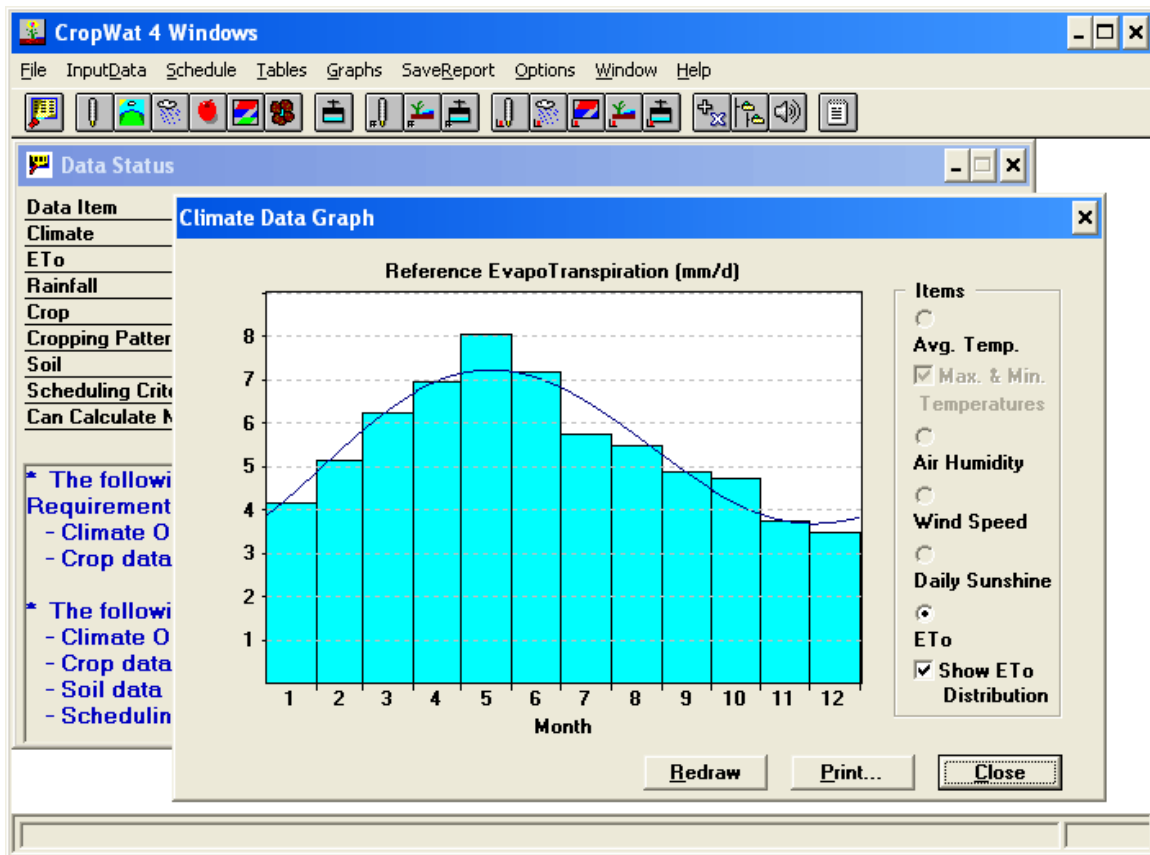 CropWat 4 Windows
File InputData Schedule Tables Graphs SaveReport Options Window Help
Data Status
Data Item
Climate
ETo
Rainfall
Crop
Cropping Patter
Soil
Scheduling Crite
Can Calculate
* The followi
Requirement
- Climate O
- Crop data
* The followi
- Climate O
- Crop data
- Soil data
- Schedulin
Climate Data Graph
Reference EvapoTranspiration (mm/d)
8
7
6
5
4
3
2
1
1 2 3 4 5 6 7 8 9 10 11 12
Month
Items
Avg. Temp.
Max. & Min.
Temperatures
Air Humidity
Wind Speed
Daily Sunshine
ETo
Show ETo
Distribution
Redraw Print... Close